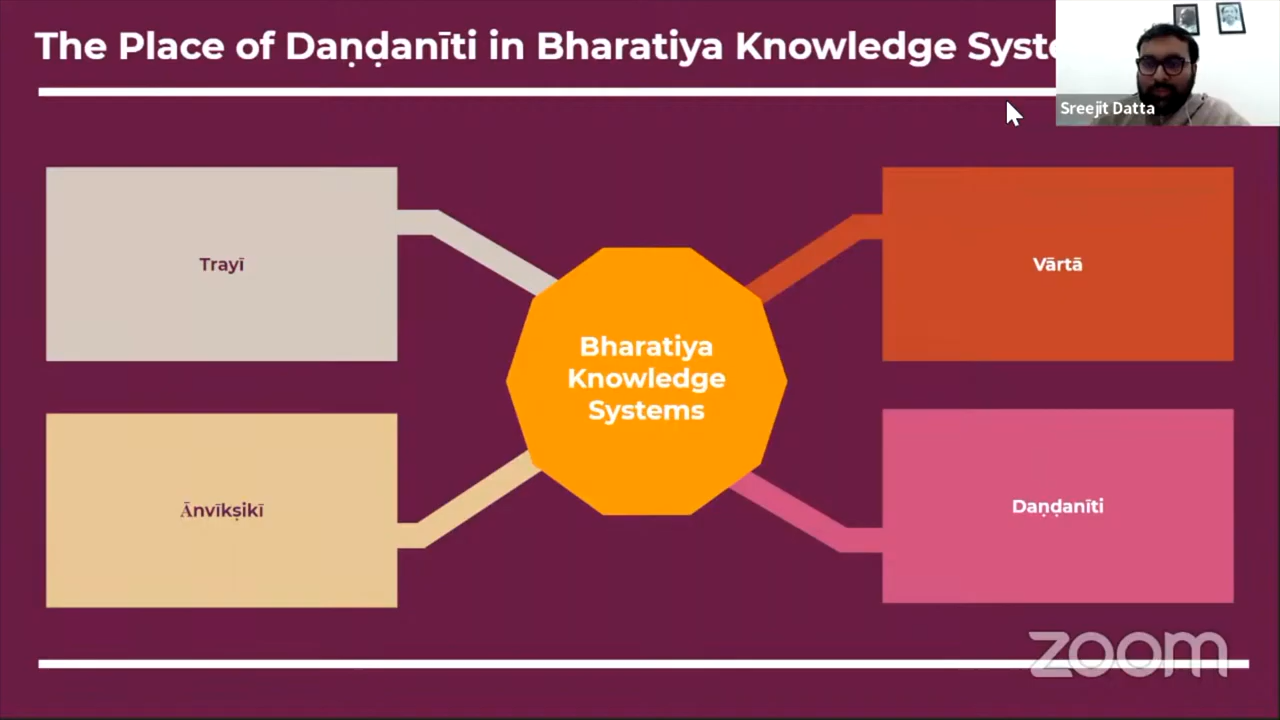 The Place of Daṇḍanīti in Bharatiya Knowledge Syste
Sreejit Datta
Trayī
Vārtā
Bharatiya
Knowledge
Systems
Ānvīkṣikī
Daṇḍanīti
zoom